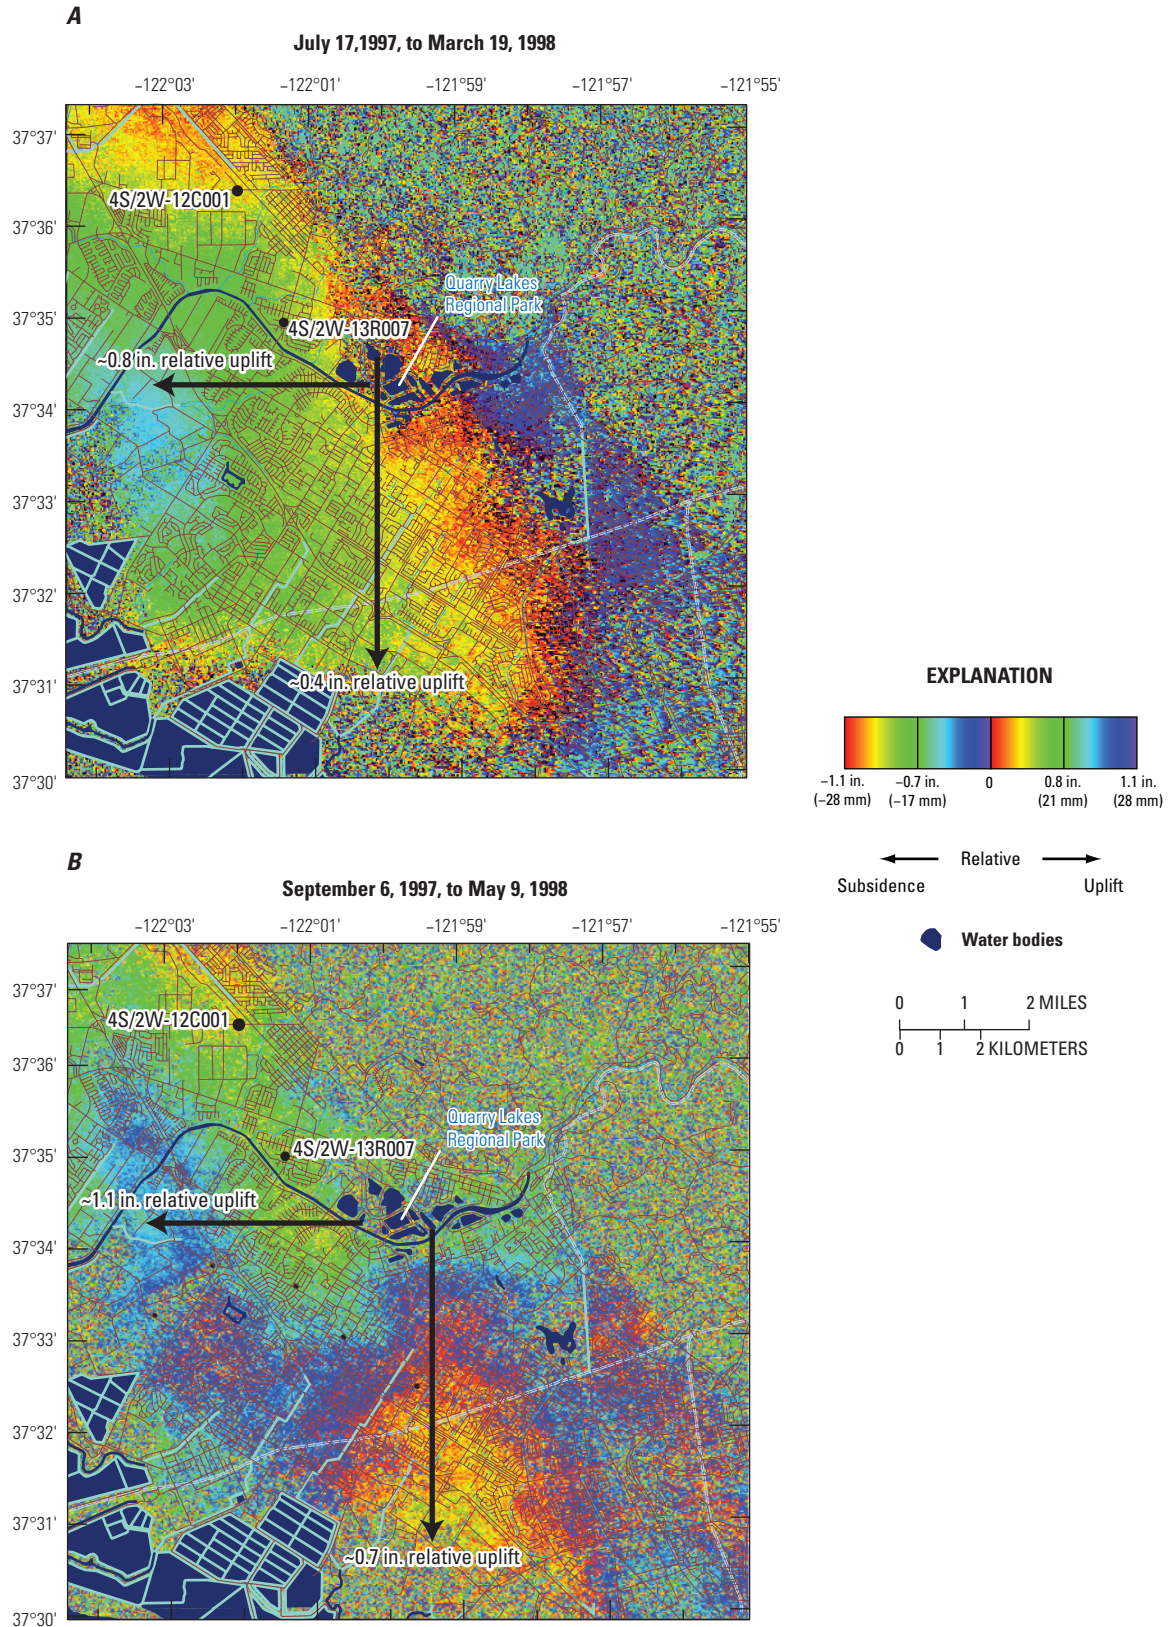 A
July 17,1997, to March 19, 1998
−122°03' −122°01' −121°59' −121°57' −121°55'
37°37'
4S/2W-12C001
37°36'
Quarry Lakes
Regional Park
37°35'
4S/2W-13R007
~0.8 in. relative uplift
37°34'
37°33'
37°32'
37°31'
~0.4 in. relative uplift
37°30'
EXPLANATION
−1.1 in. −0.7 in. 0 0.8 in. 1.1 in.
(−28 mm) (−17 mm) (21 mm) (28 mm)
Relative
Subsidence Uplift
Water bodies
0 1 2 MILES
0 1 2 KILOMETERS
B
September 6, 1997, to May 9, 1998
−122°03' −122°01' −121°59' −121°57' −121°55'
37°37'
4S/2W-12C001
37°36'
Quarry Lakes
Regional Park
37°35'
4S/2W-13R007
~1.1 in. relative uplift
37°34'
37°33'
37°32'
37°31'
~0.7 in. relative uplift
37°30'